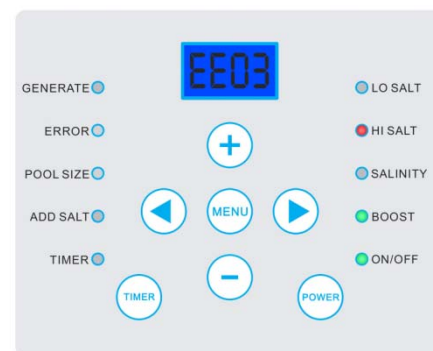 EE03
GENERATE
ERROR
POOL SIZE
ADD SALT
TIMER
LO SALT
HI SALT
SALINITY
BOOST
ON/OFF
+
MENU
−
TIMER
POWER